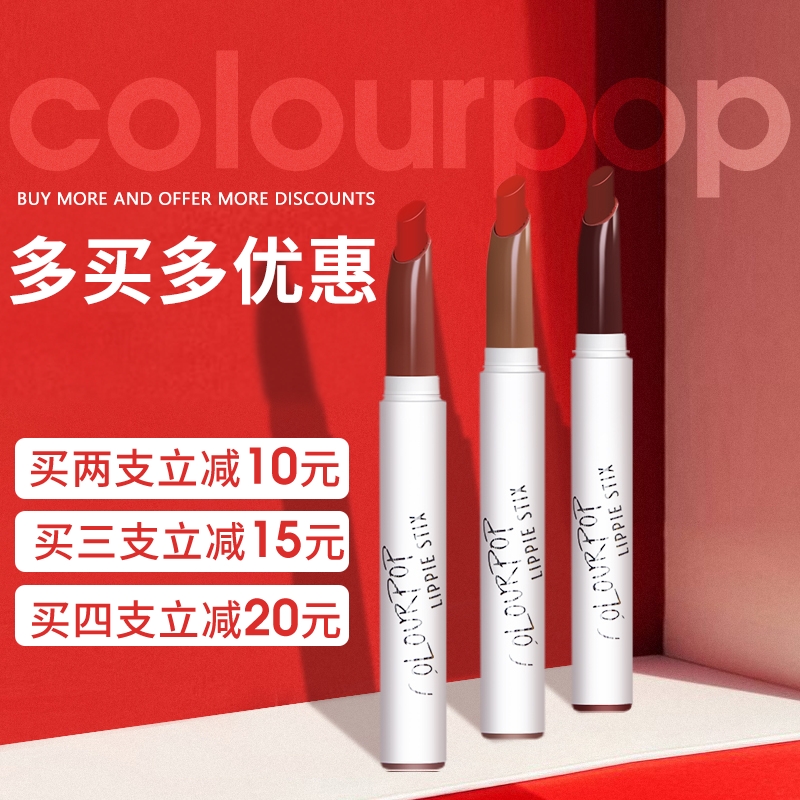 colourpop
BUY MORE AND OFFER MORE DISCOUNTS
多买多优惠
买两支立减10元
买三支立减15元
买四支立减20元
COLOURPOP
LIPPIE STIX
COLOURPOP
LIPPIE STIX
COLOURPOP
LIPPIE STIX